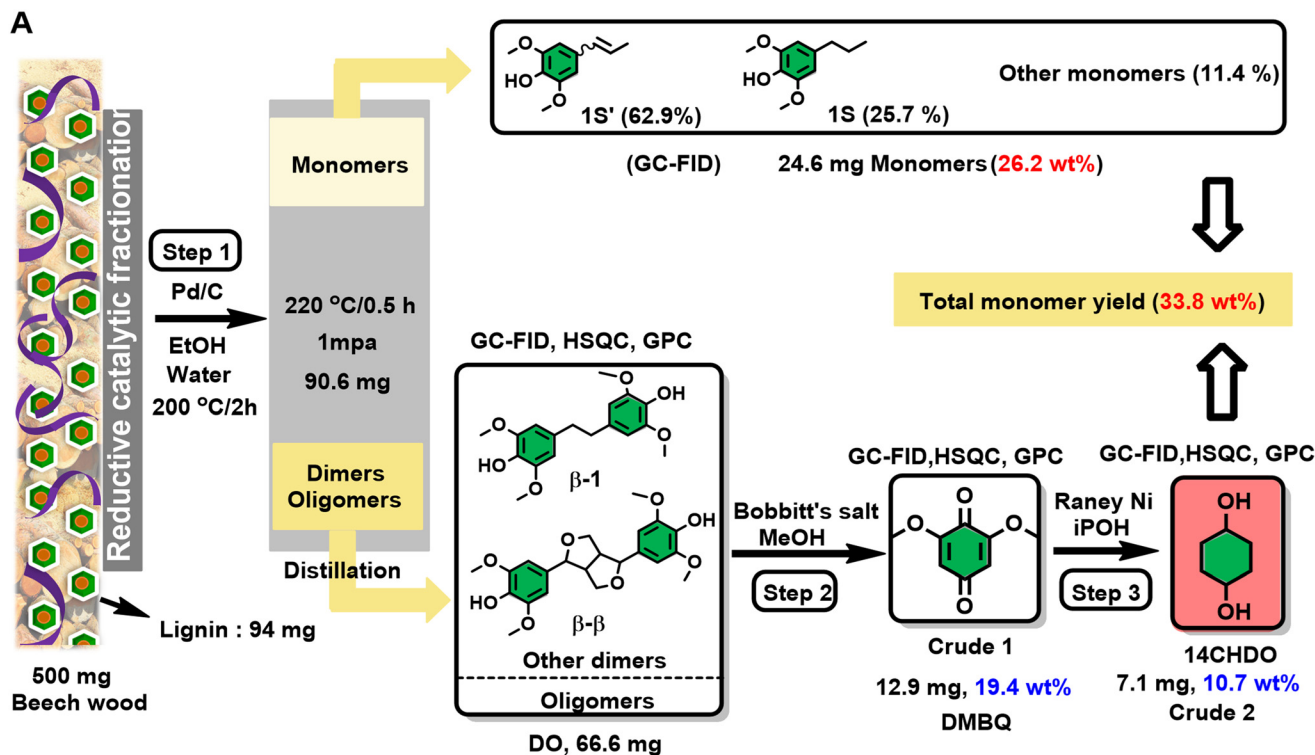 A
Reductive catalytic fractionation
500 mg
Beech wood
Lignin : 94 mg
Step 1
Pd/C
EtOH
Water
200 °C/2h
Monomers
220 °C/0.5 h
1mpa
90.6 mg
Dimers
Oligomers
Distillation
O
HO
O
1S' (62.9%)
O
HO
O
1S (25.7 %)
Other monomers (11.4 %)
(GC-FID)
24.6 mg Monomers (26.2 wt%)
Total monomer yield (33.8 wt%)
GC-FID, HSQC, GPC
O
OH
O
O
HO
O
β-1
O
OH
O
O
O
O
HO
O
β-β
Other dimers
Oligomers
DO, 66.6 mg
Bobbitt's salt
MeOH
Step 2
GC-FID,HSQC, GPC
O
O
O
O
Crude 1
12.9 mg, 19.4 wt%
DMBQ
Raney Ni
iPOH
Step 3
GC-FID,HSQC, GPC
OH
OH
14CHDO
7.1 mg, 10.7 wt%
Crude 2